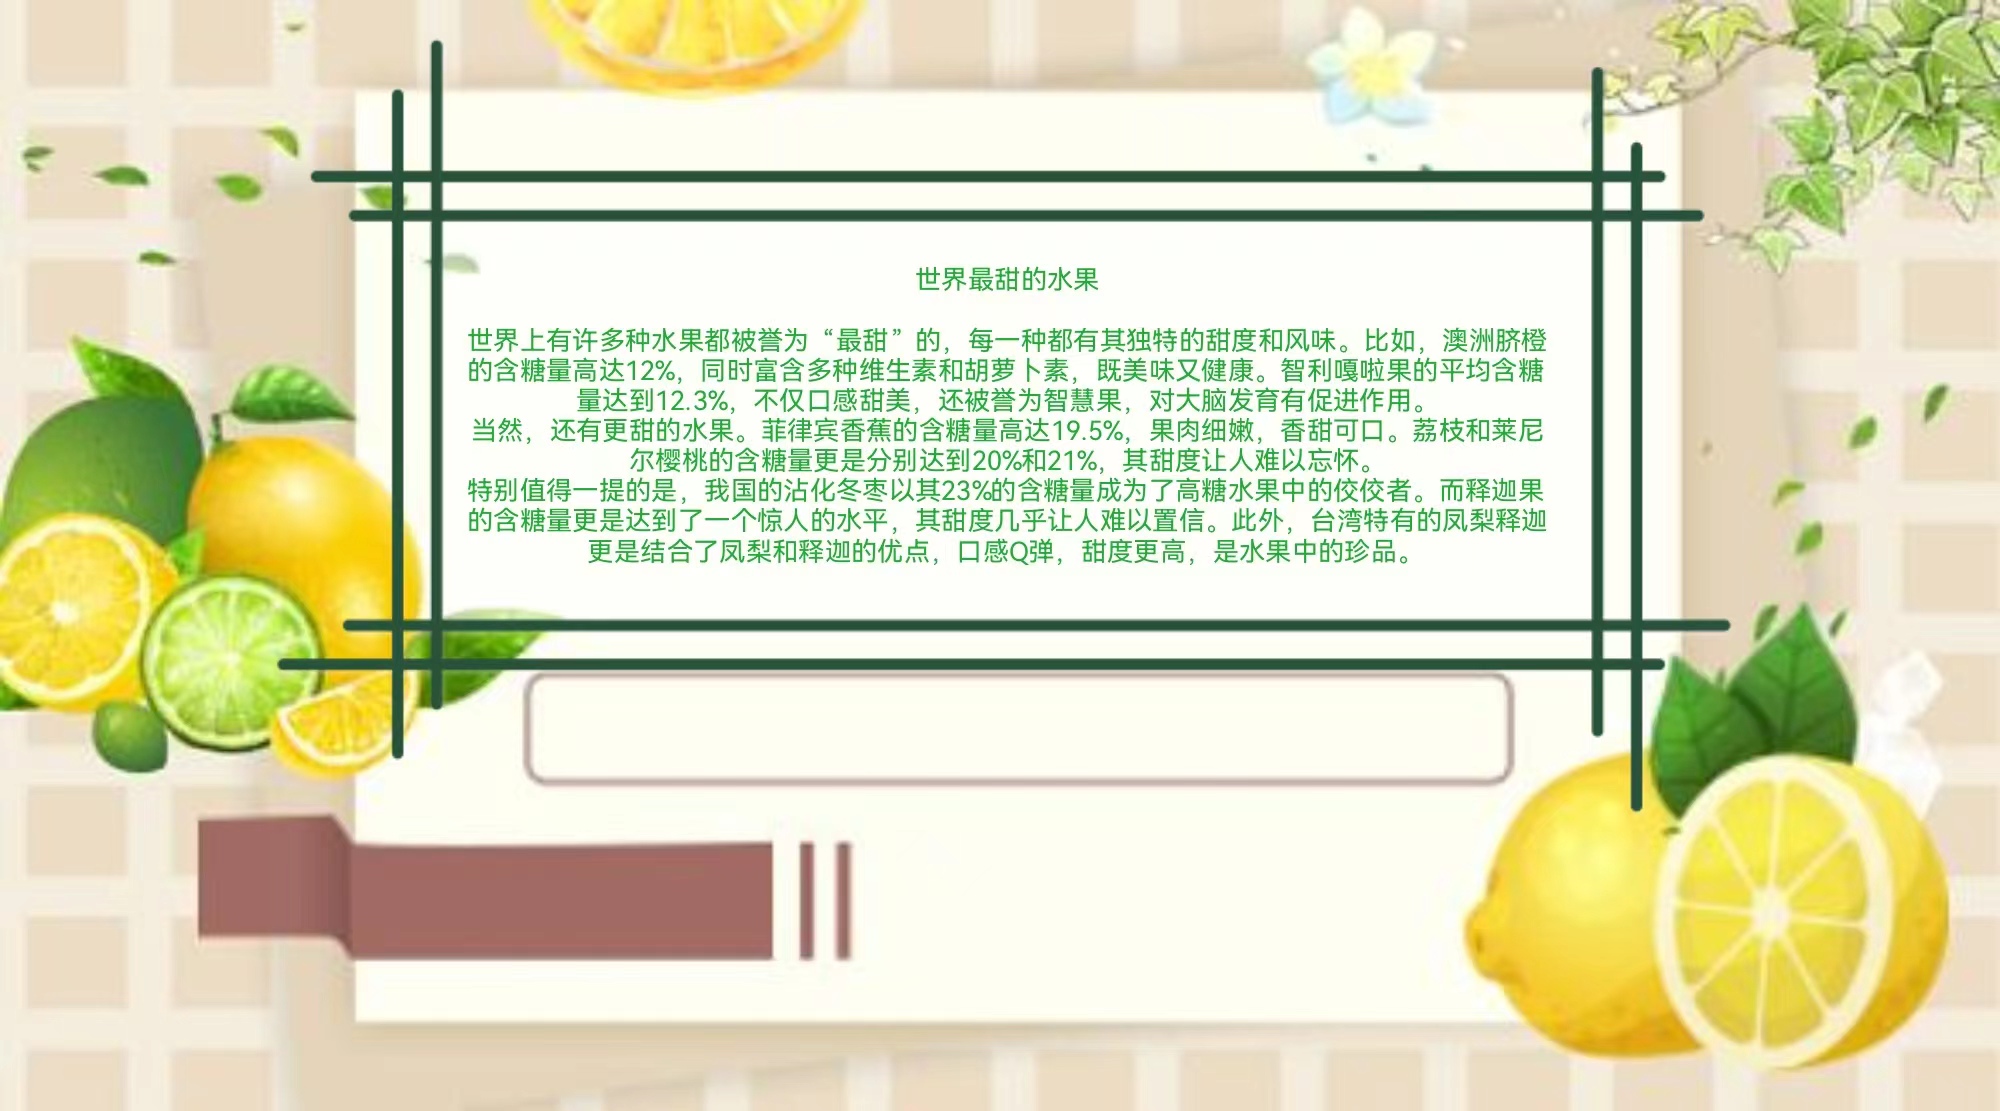 世界最甜的水果
世界上有许多种水果都被誉为“最甜”的，每一种都有其独特的甜度和风味。比如，澳洲脐橙
的含糖量高达12%，同时富含多种维生素和胡萝卜素，既美味又健康。智利嘎啦果的平均含糖
量达到12.3%，不仅口感甜美，还被誉为智慧果，对大脑发育有促进作用。
当然，还有更甜的水果。菲律宾香蕉的含糖量高达19.5%，果肉细嫩，香甜可口。荔枝和莱尼
尔樱桃的含糖量更是分别达到20%和21%，其甜度让人难以忘怀。
特别值得一提的是，我国的沾化冬枣以其23%的含糖量成为了高糖水果中的佼佼者。而释迦果
的含糖量更是达到了一个惊人的水平，其甜度几乎让人难以置信。此外，台湾特有的凤梨释迦
更是结合了凤梨和释迦的优点，口感Q弹，甜度更高，是水果中的珍品。